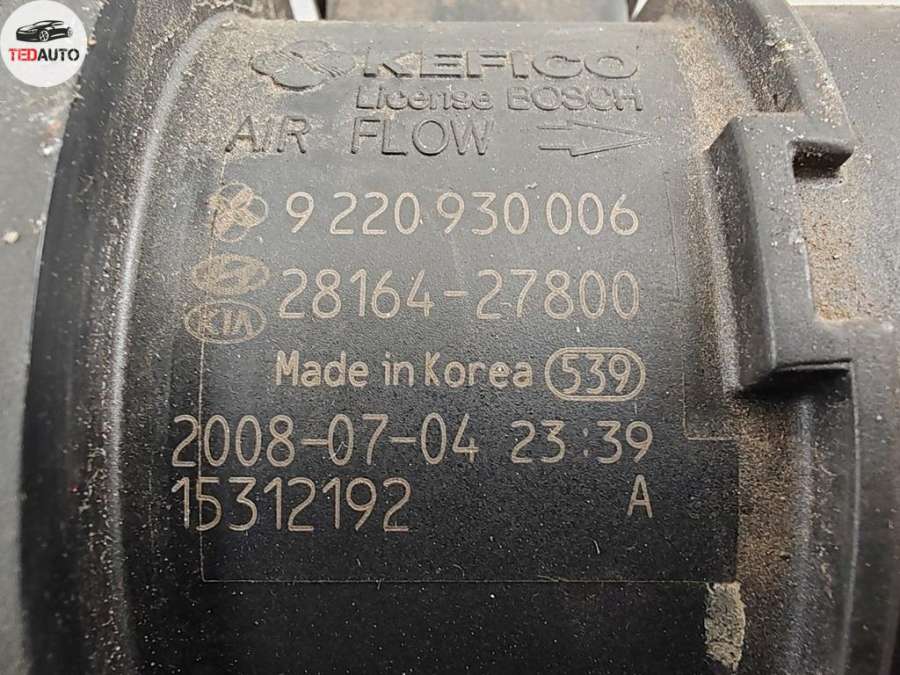 TEDAUTO
KEFICO
License BOSCH
AIR FLOW
9 220 930 006
28164-27800
KIA
Made in Korea 539
2008-07-04 23:39
15312192 A